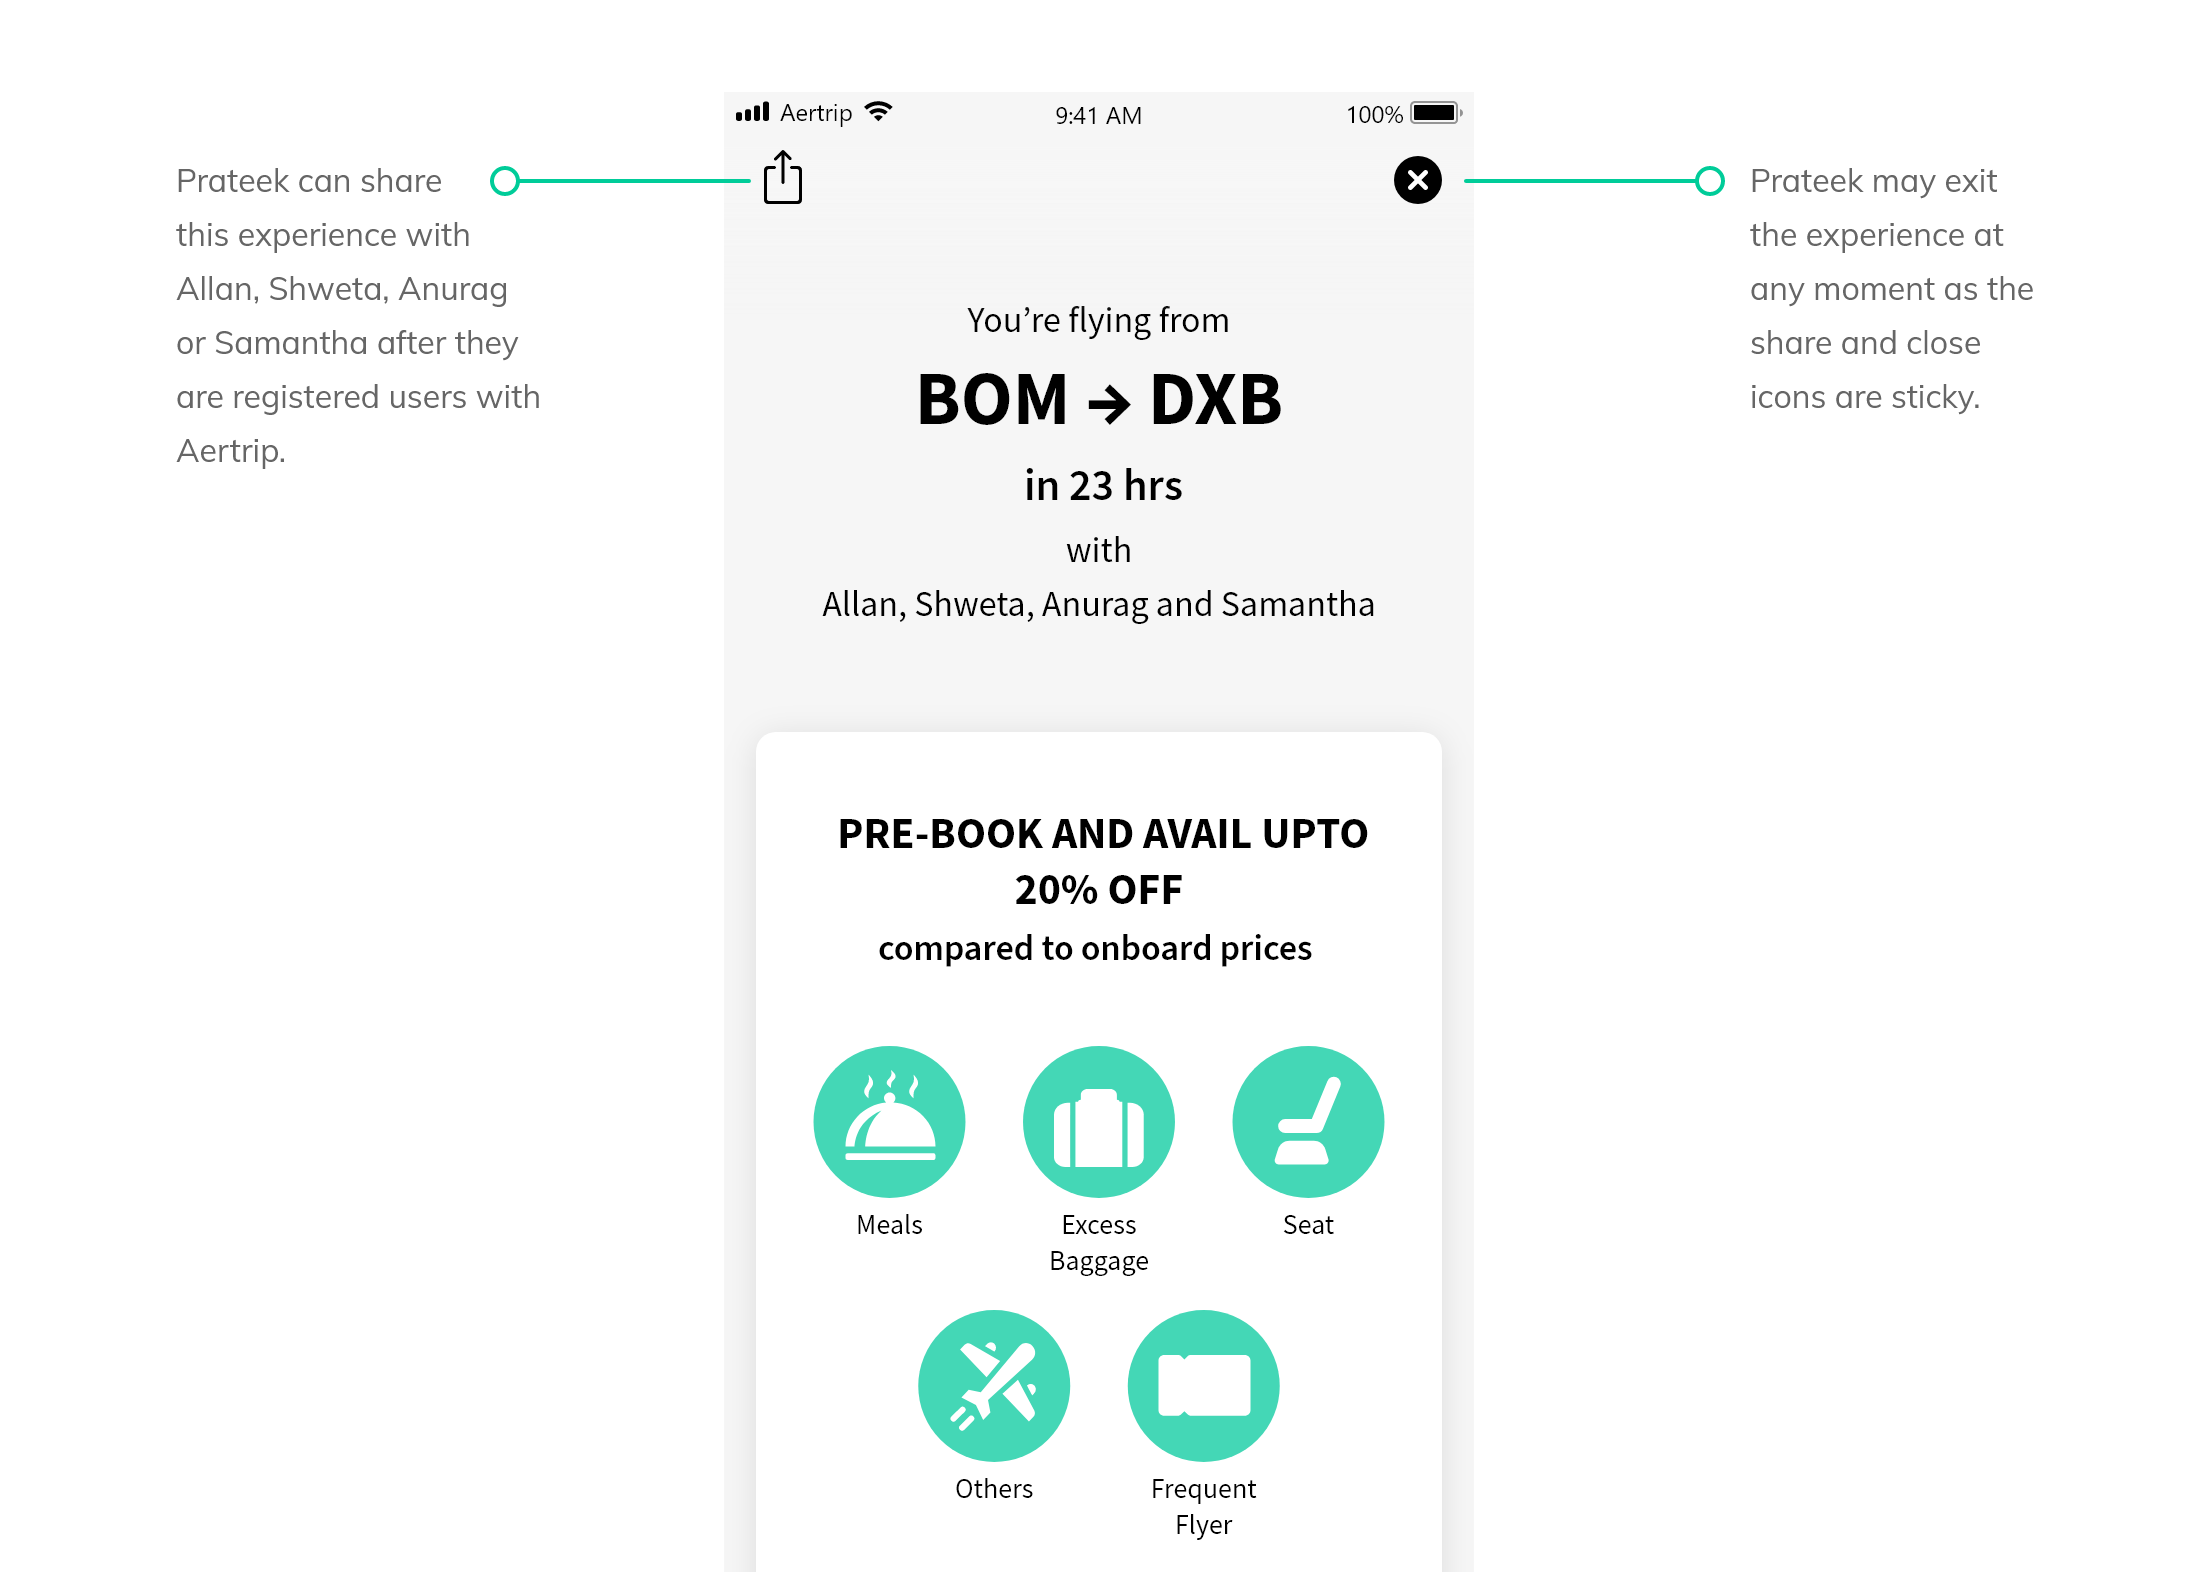 Aertrip
9:41 AM
100%
Prateek can share
this experience with
Allan, Shweta, Anurag
or Samantha after they
are registered users with
Aertrip.
Prateek may exit
the experience at
any moment as the
share and close
icons are sticky.
You’re flying from
BOM → DXB
in 23 hrs
with
Allan, Shweta, Anurag and Samantha
PRE-BOOK AND AVAIL UPTO
20% OFF
compared to onboard prices
Meals
Excess
Baggage
Seat
Others
Frequent
Flyer